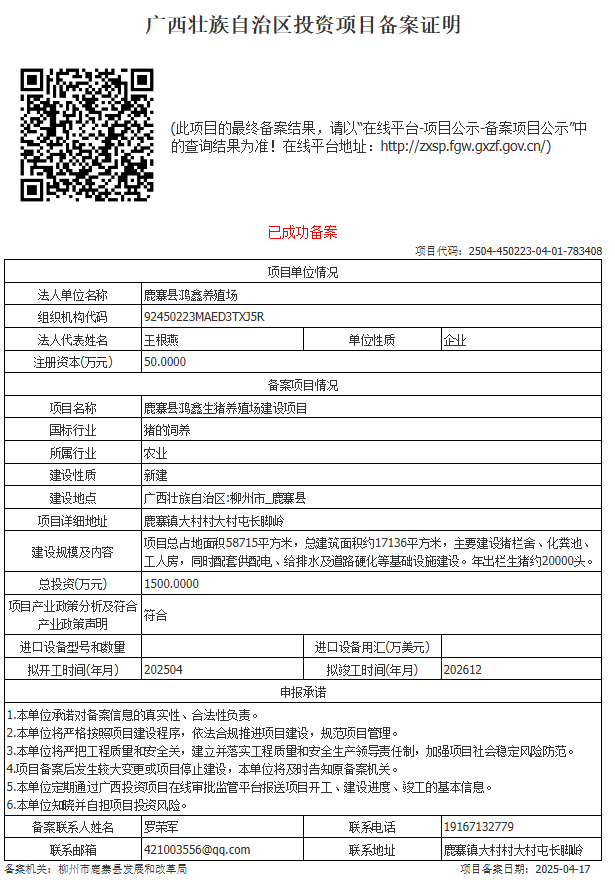 广西壮族自治区投资项目备案证明
(此项目的最终备案结果，请以“在线平台-项目公示-备案项目公示”中
的查询结果为准！在线平台地址：http://zxsp.fgw.gxzf.gov.cn/)
已成功备案
项目代码：2504-450223-04-01-783408
项目单位情况
法人单位名称 鹿寨县鸿鑫养殖场
组织机构代码 92450223MAED3TXJ5R
法人代表姓名 王根燕 单位性质 企业
注册资本(万元) 50.0000
备案项目情况
项目名称 鹿寨县鸿鑫生猪养殖场建设项目
国标行业 猪的饲养
所属行业 农业
建设性质 新建
建设地点 广西壮族自治区:柳州市_鹿寨县
项目详细地址 鹿寨镇大村村大村屯长脚岭
建设规模及内容 项目总占地面积58715平方米，总建筑面积约17136平方米，主要建设猪栏舍、化粪池、
工人房，同时配套供配电、给排水及道路硬化等基础设施建设。年出栏生猪约20000头。
总投资(万元) 1500.0000
项目产业政策分析及符合
产业政策声明 符合
进口设备型号和数量 进口设备用汇(万美元)
拟开工时间(年月) 202504 拟竣工时间(年月) 202612
申报承诺
1.本单位承诺对备案信息的真实性、合法性负责。
2.本单位将严格按照项目建设程序，依法合规推进项目建设，规范项目管理。
3.本单位将严把工程质量和安全关，建立并落实工程质量和安全生产领导责任制，加强项目社会稳定风险防范。
4.项目备案后发生较大变更或项目停止建设，本单位将及时告知原备案机关。
5.本单位定期通过广西投资项目在线审批监管平台报送项目开工、建设进度、竣工的基本信息。
6.本单位知晓并自担项目投资风险。
备案联系人姓名 罗荣军 联系电话 19167132779
联系邮箱 421003556@qq.com 联系地址 鹿寨镇大村村大村屯长脚岭
备案机关：柳州市鹿寨县发展和改革局 项目备案日期：2025-04-17